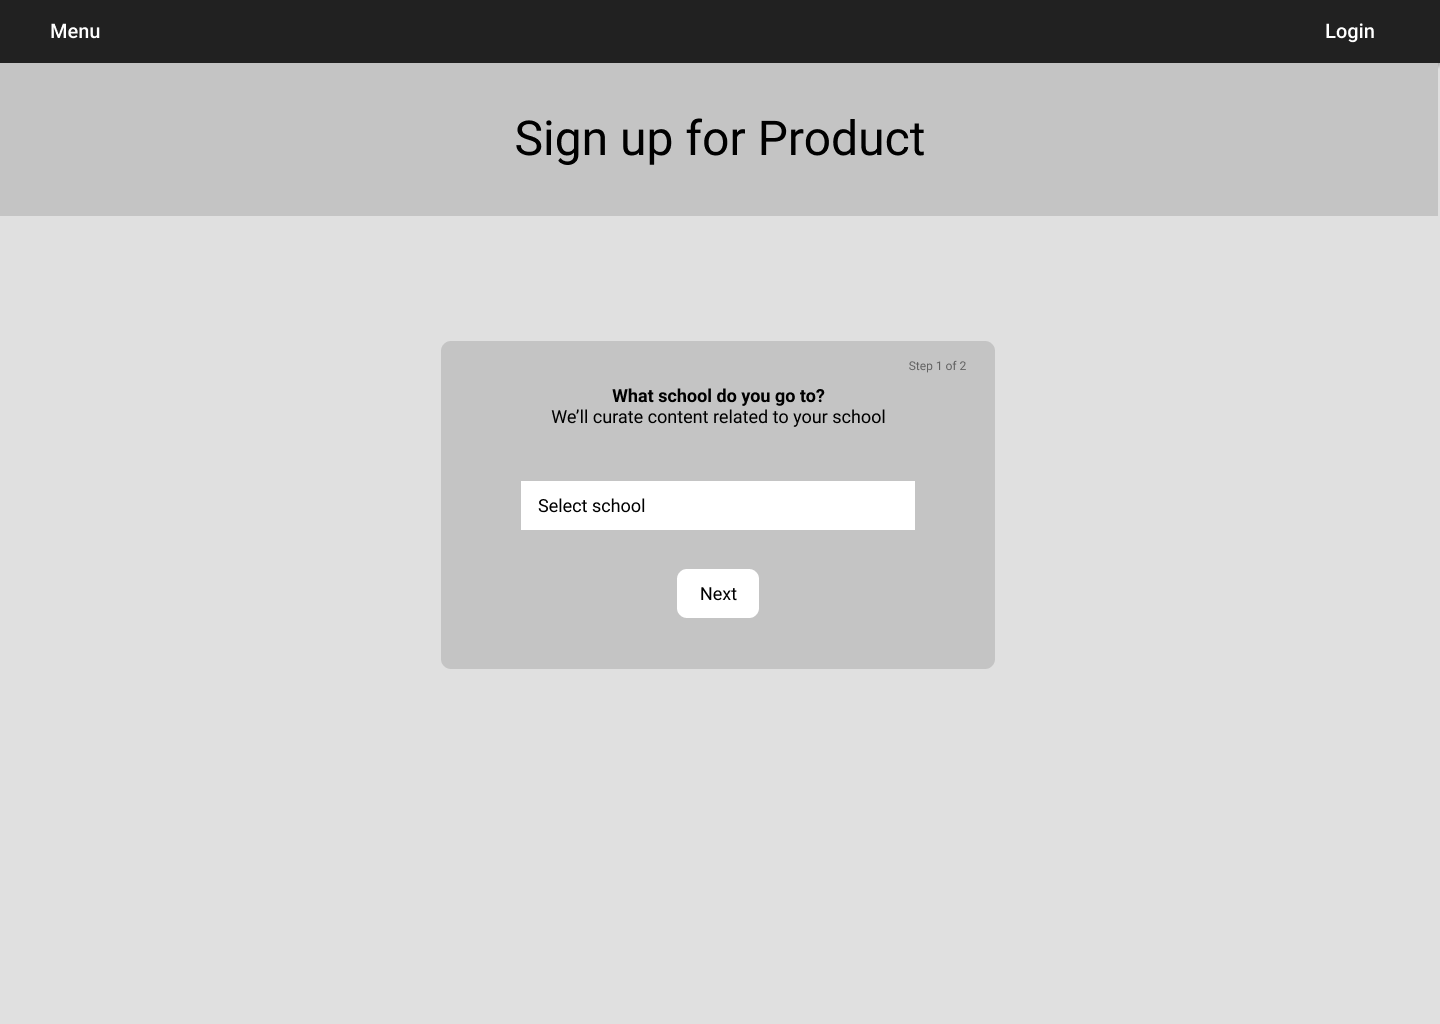 Menu
Login
Sign up for Product
Step 1 of 2
What school do you go to?
We’ll curate content related to your school
Select school
Next